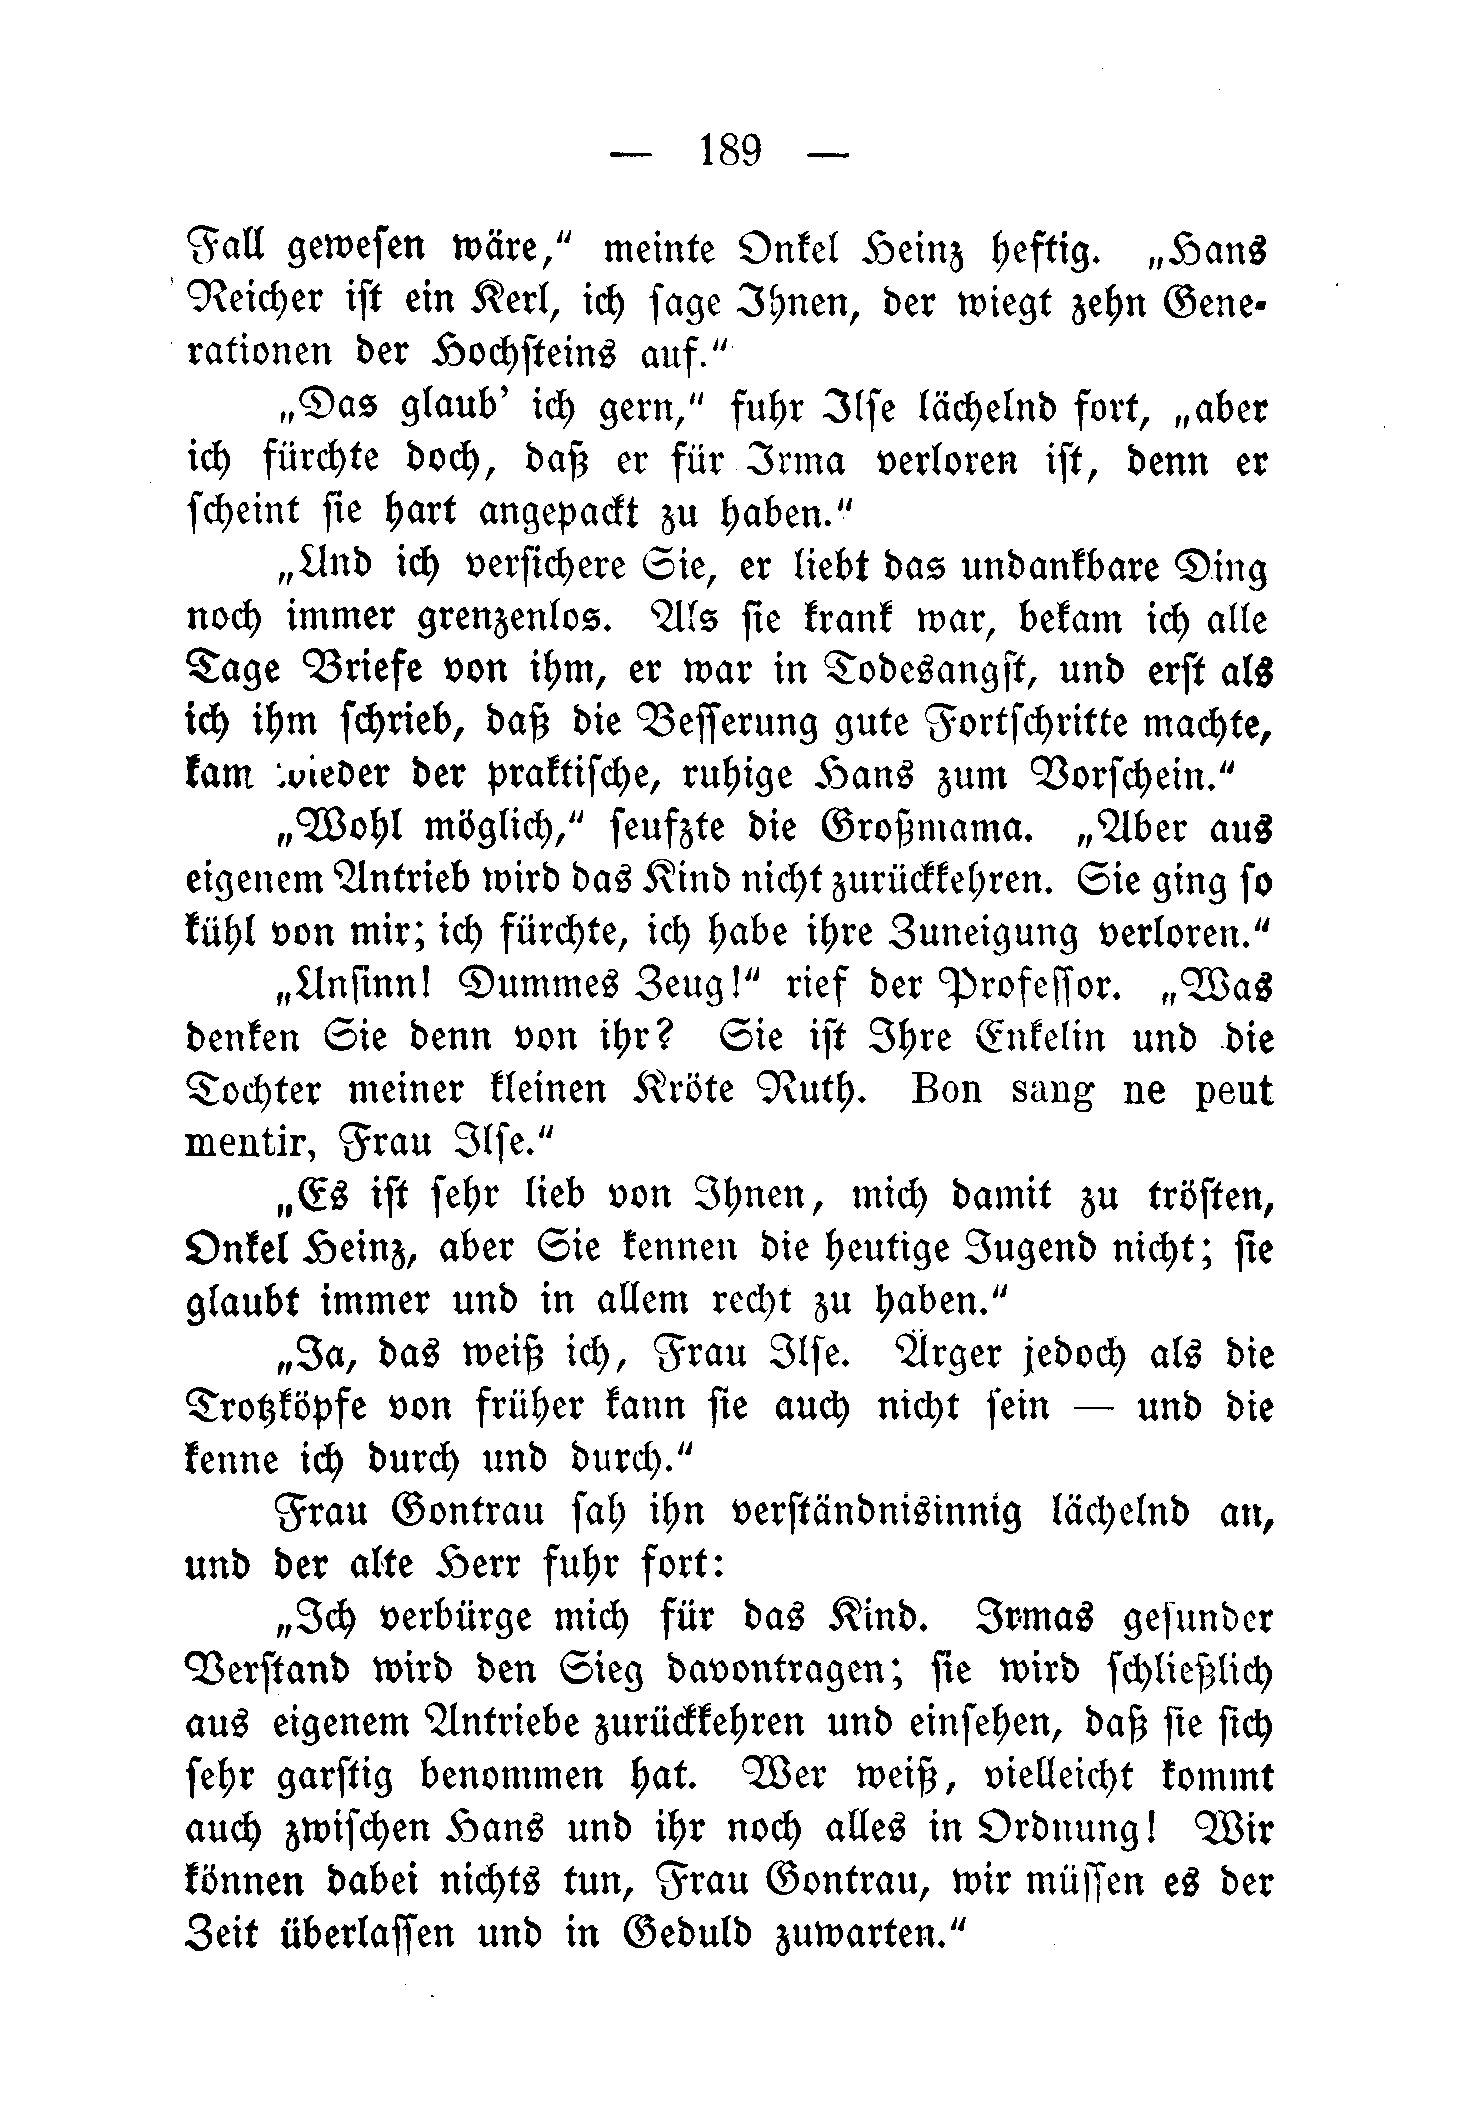 — 189 —
Fall gewesen wäre,“ meinte Onkel Heinz heftig. „Hans
Reicher ist ein Kerl, ich sage Ihnen, der wiegt zehn Gene-
rationen der Hochsteins auf.“
„Das glaub’ ich gern,“ fuhr Ilse lächelnd fort, „aber
ich fürchte doch, daß er für Irma verloren ist, denn er
scheint sie hart angepackt zu haben.“
„Und ich versichere Sie, er liebt das undankbare Ding
noch immer grenzenlos. Als sie krank war, bekam ich alle
Tage Briefe von ihm, er war in Todesangst, und erst als
ich ihm schrieb, daß die Besserung gute Fortschritte machte,
kam wieder der praktische, ruhige Hans zum Vorschein.“
„Wohl möglich,“ seufzte die Großmama. „Aber aus
eigenem Antrieb wird das Kind nicht zurückkehren. Sie ging so
kühl von mir; ich fürchte, ich habe ihre Zuneigung verloren.“
„Unsinn! Dummes Zeug!“ rief der Professor. „Was
denken Sie denn von ihr? Sie ist Ihre Enkelin und die
Tochter meiner kleinen Kröte Ruth. Bon sang ne peut
mentir, Frau Ilse.“
„Es ist sehr lieb von Ihnen, mich damit zu trösten,
Onkel Heinz, aber Sie kennen die heutige Jugend nicht; sie
glaubt immer und in allem recht zu haben.“
„Ja, das weiß ich, Frau Ilse. Ärger jedoch als die
Trotzköpfe von früher kann sie auch nicht sein — und die
kenne ich durch und durch.“
Frau Gontrau sah ihn verständnisinnig lächelnd an,
und der alte Herr fuhr fort:
„Ich verbürge mich für das Kind. Irmas gesunder
Verstand wird den Sieg davontragen; sie wird schließlich
aus eigenem Antriebe zurückkehren und einsehen, daß sie sich
sehr garstig benommen hat. Wer weiß, vielleicht kommt
auch zwischen Hans und ihr noch alles in Ordnung! Wir
können dabei nichts tun, Frau Gontrau, wir müssen es der
Zeit überlassen und in Geduld zuwarten.“